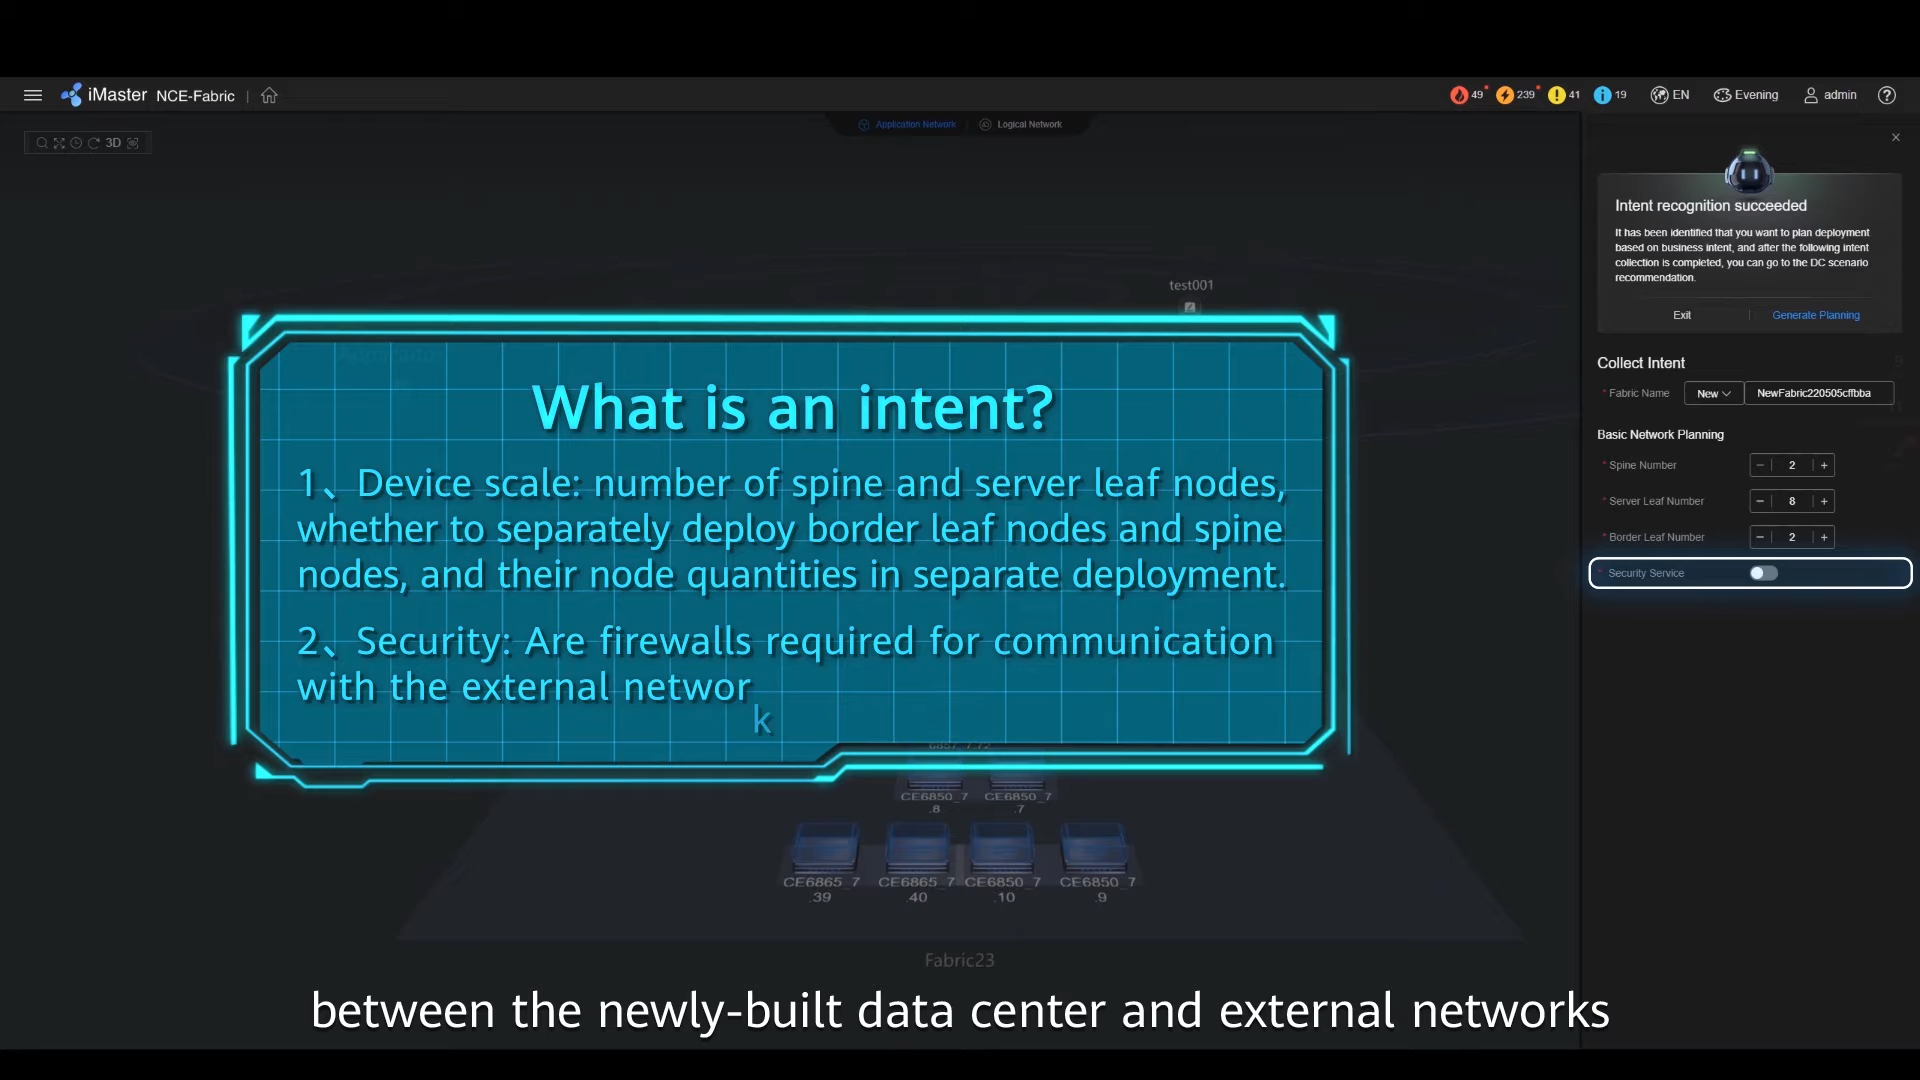 iMaster NCE-Fabric
49 239 41 19 EN Evening admin
3D
Application Network Logical Network
Intent recognition succeeded
It has been identified that you want to plan deployment
based on business intent, and after the following intent
collection is completed, you can go to the DC scenario
recommendation.
Exit Generate Planning
Collect Intent
* Fabric Name New NewFabric220505cffbba
Basic Network Planning
* Spine Number 2
* Server Leaf Number 8
* Border Leaf Number 2
* Security Service
test001
What is an intent?
1、Device scale: number of spine and server leaf nodes,
whether to separately deploy border leaf nodes and spine
nodes, and their node quantities in separate deployment.
2、Security: Are firewalls required for communication
with the external network
CE6850_7.8 CE6850_7.7
CE6865_7.39 CE6865_7.40 CE6850_7.10 CE6850_7.9
Fabric23
between the newly-built data center and external networks